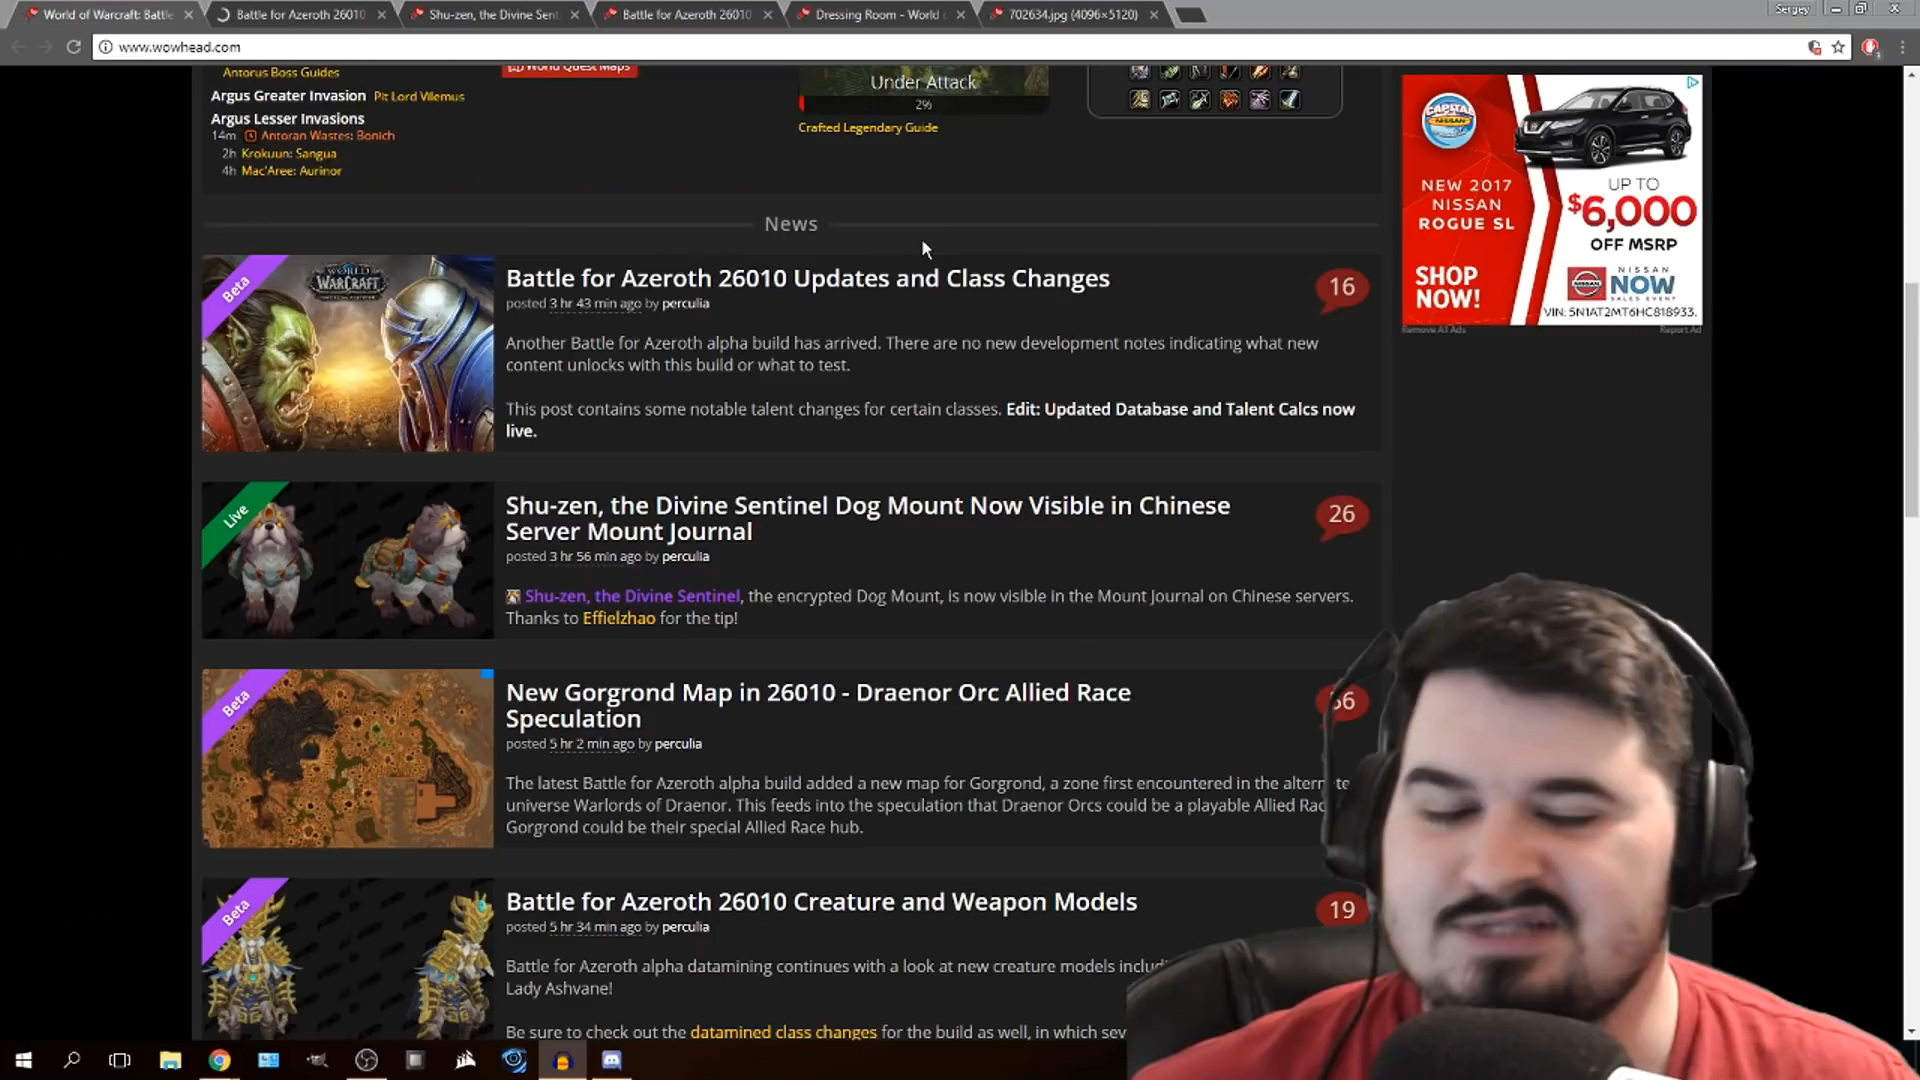 World of Warcraft: Battle
Battle for Azeroth 26010
Shu-zen, the Divine Sent
Battle for Azeroth 26010
Dressing Room - World
702634.jpg (4096×5120)
Sergey
www.wowhead.com
Antorus Boss Guides
World Quest Maps
Argus Greater Invasion Pit Lord Vilemus
Argus Lesser Invasions
14m Antoran Wastes: Bonich
2h Krokuun: Sangua
4h Mac'Aree: Aurinor
Under Attack
2%
Crafted Legendary Guide
News
Beta
WORLD
WARCRAFT
Battle for Azeroth 26010 Updates and Class Changes
16
posted 3 hr 43 min ago by perculia
Another Battle for Azeroth alpha build has arrived. There are no new development notes indicating what new
content unlocks with this build or what to test.
This post contains some notable talent changes for certain classes. Edit: Updated Database and Talent Calcs now
live.
Live
Shu-zen, the Divine Sentinel Dog Mount Now Visible in Chinese
Server Mount Journal
26
posted 3 hr 56 min ago by perculia
Shu-zen, the Divine Sentinel, the encrypted Dog Mount, is now visible in the Mount Journal on Chinese servers.
Thanks to Effielzhao for the tip!
Beta
New Gorgrond Map in 26010 - Draenor Orc Allied Race
Speculation
posted 5 hr 2 min ago by perculia
The latest Battle for Azeroth alpha build added a new map for Gorgrond, a zone first encountered in the alternate
universe Warlords of Draenor. This feeds into the speculation that Draenor Orcs could be a playable Allied Rac
Gorgrond could be their special Allied Race hub.
Beta
Battle for Azeroth 26010 Creature and Weapon Models
19
posted 5 hr 34 min ago by perculia
Battle for Azeroth alpha datamining continues with a look at new creature models includ
Lady Ashvane!
Be sure to check out the datamined class changes for the build as well, in which sev
CAPITAL
NISSAN
NEW 2017
NISSAN
ROGUE SL
UP TO
$6,000
OFF MSRP
SHOP
NOW!
NISSAN
NOW
SALES EVENT
VIN: 5N1AT2MT6HC818933.
Remove All Ads
Report Ad